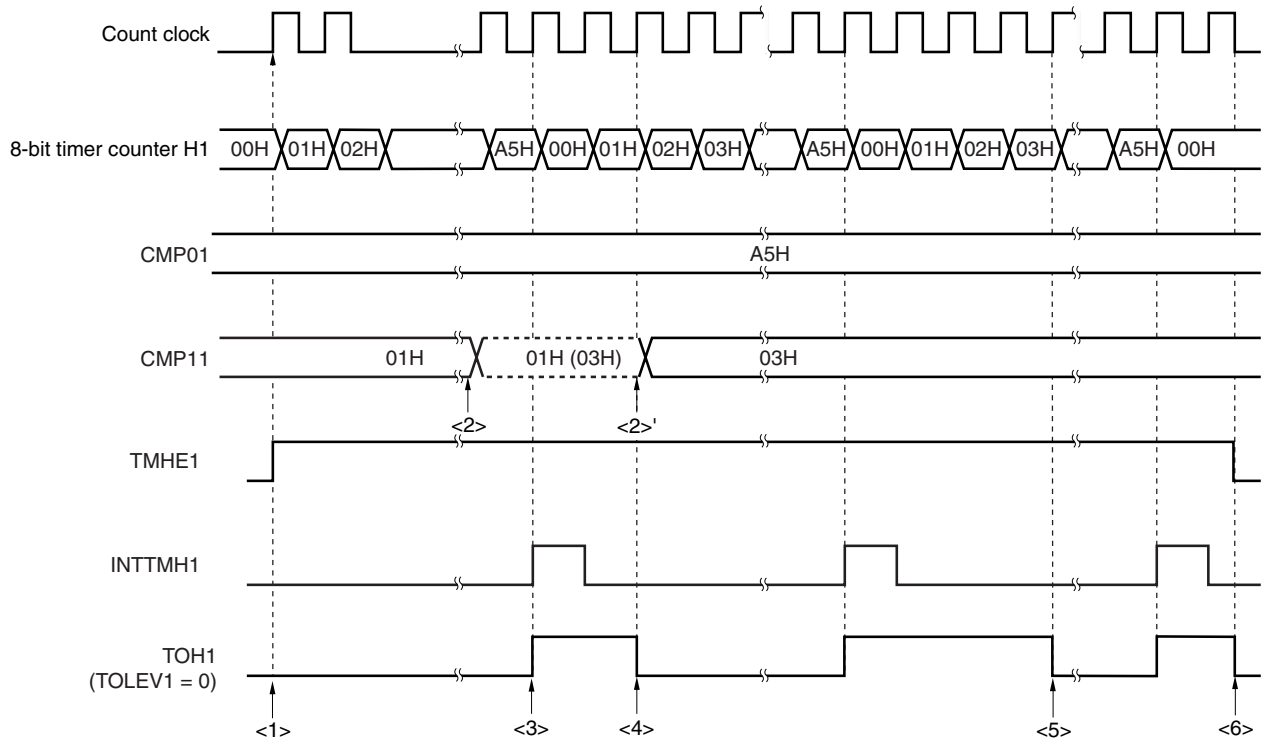 Count clock
8-bit timer counter H1 00H 01H 02H A5H 00H 01H 02H 03H A5H 00H 01H 02H 03H A5H 00H
CMP01 A5H
CMP11 01H 01H (03H) 03H
<2> <2>'
TMHE1
INTTMH1
TOH1
(TOLEV1 = 0)
<1> <3> <4> <5> <6>